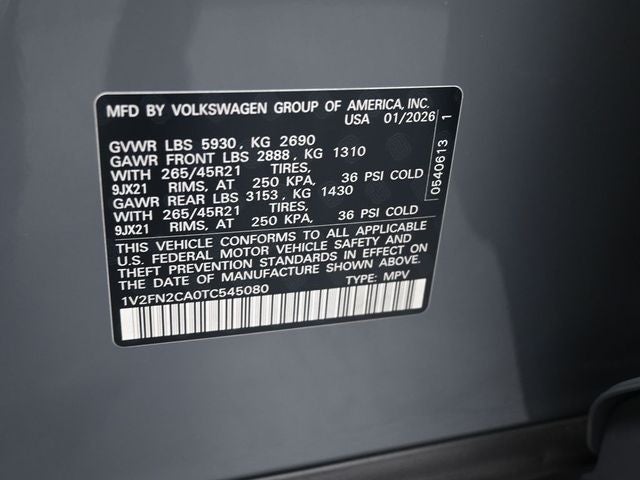 MFD BY VOLKSWAGEN GROUP OF AMERICA, INC.
USA 01/2026
GVWR LBS 5930, KG 2690
GAWR FRONT LBS 2888, KG 1310
WITH 265/45R21 TIRES,
9JX21 RIMS, AT 250 KPA, 36 PSI COLD
GAWR REAR LBS 3153, KG 1430
WITH 265/45R21 TIRES,
9JX21 RIMS, AT 250 KPA, 36 PSI COLD
THIS VEHICLE CONFORMS TO ALL APPLICABLE
U.S. FEDERAL MOTOR VEHICLE SAFETY AND
THEFT PREVENTION STANDARDS IN EFFECT ON
THE DATE OF MANUFACTURE SHOWN ABOVE.
1V2FN2CA0TC545080 TYPE: MPV
0540613 1